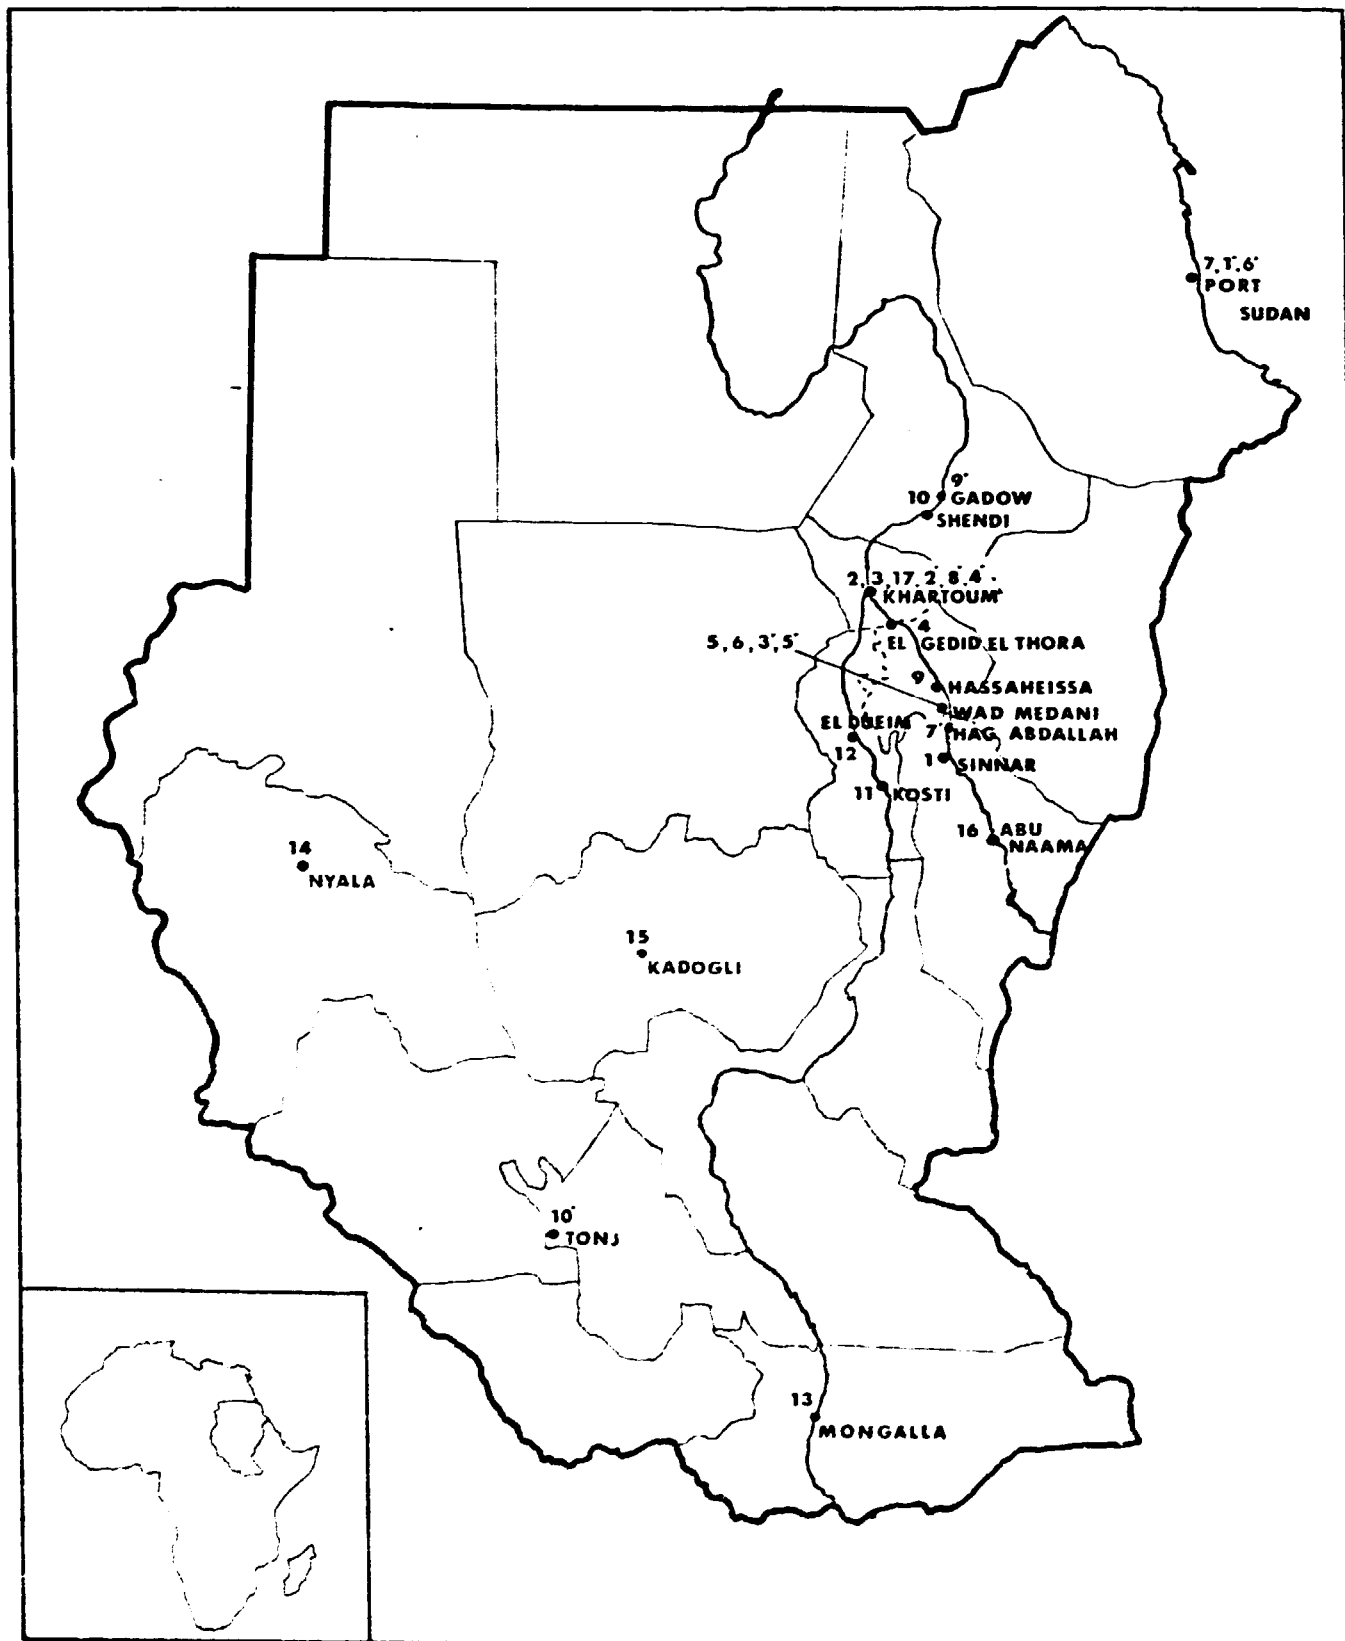 7, 1°, 6°
PORT
SUDAN
9°
10 GADOW
SHENDI
2, 3, 17, 2°, 8°, 4°
KHARTOUM
4
5, 6, 3°, 5° EL GEDID EL THORA
9 HASSAHEISSA
WAD MEDANI
EL DUEIM
7° HAG ABDALLAH
12
1 SINNAR
11 KOSTI
16 ABU
NAAMA
14
NYALA
15
KADOGLI
10°
TONJ
13
MONGALLA